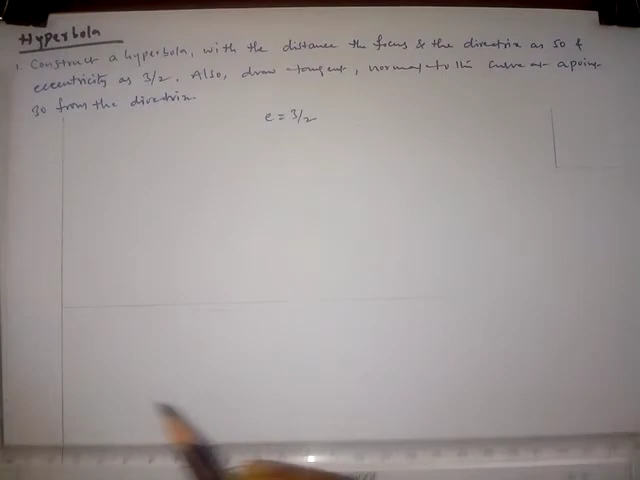 Hyperbola
1. Construct a hyperbola, with the distance the focus & the directrix as 50 &
eccentricity as 3/2. Also, draw tangent, normal to the curve at a point
30 from the directrix.
e = 3/2